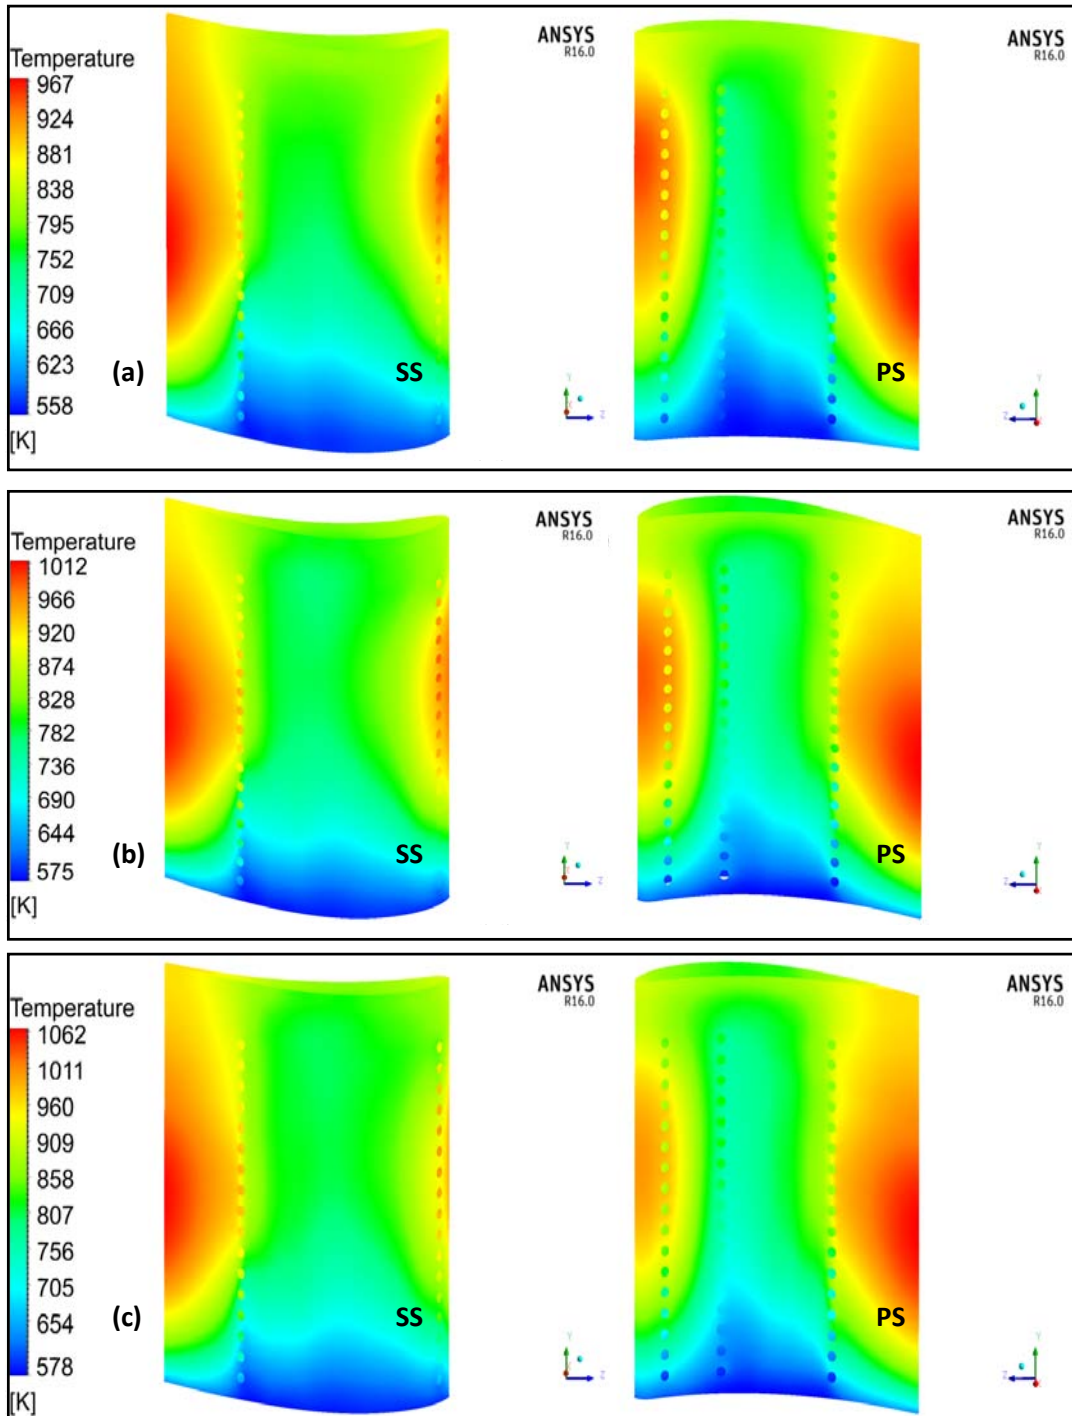 ANSYS
R16.0
ANSYS
R16.0
Temperature
967
924
881
838
795
752
709
666
623
558
[K]
(a)
SS
PS
Y
Z
Y
Z
ANSYS
R16.0
ANSYS
R16.0
Temperature
1012
966
920
874
828
782
736
690
644
575
[K]
(b)
SS
PS
Y
Z
Y
Z
ANSYS
R16.0
ANSYS
R16.0
Temperature
1062
1011
960
909
858
807
756
705
654
578
[K]
(c)
SS
PS
Y
Z
Y
Z